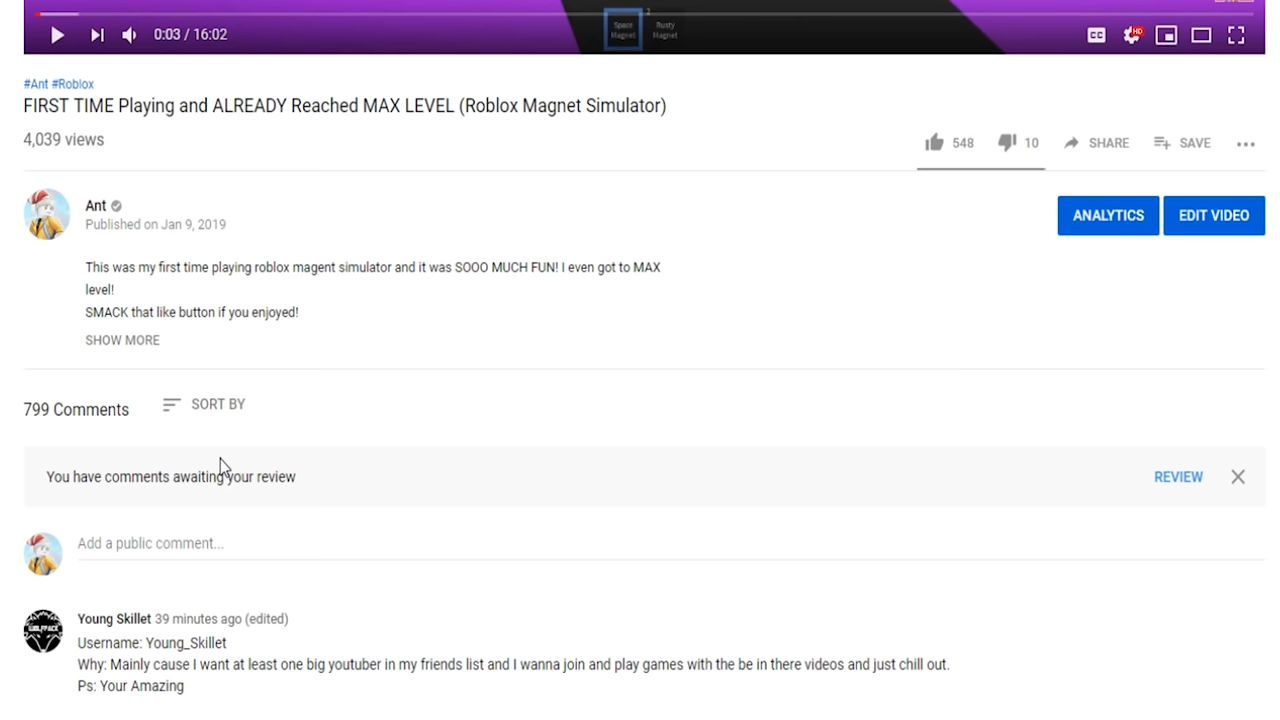 Space
Magnet
2
Rusty
Magnet
0:03 / 16:02
CC
HD
#Ant #Roblox
FIRST TIME Playing and ALREADY Reached MAX LEVEL (Roblox Magnet Simulator)
4,039 views
548
10
SHARE
SAVE
Ant
Published on Jan 9, 2019
ANALYTICS
EDIT VIDEO
This was my first time playing roblox magent simulator and it was SOOO MUCH FUN! I even got to MAX
level!
SMACK that like button if you enjoyed!
SHOW MORE
799 Comments
SORT BY
You have comments awaiting your review
REVIEW
Add a public comment...
WOLFPACK
Young Skillet 39 minutes ago (edited)
Username: Young_Skillet
Why: Mainly cause I want at least one big youtuber in my friends list and I wanna join and play games with the be in there videos and just chill out.
Ps: Your Amazing